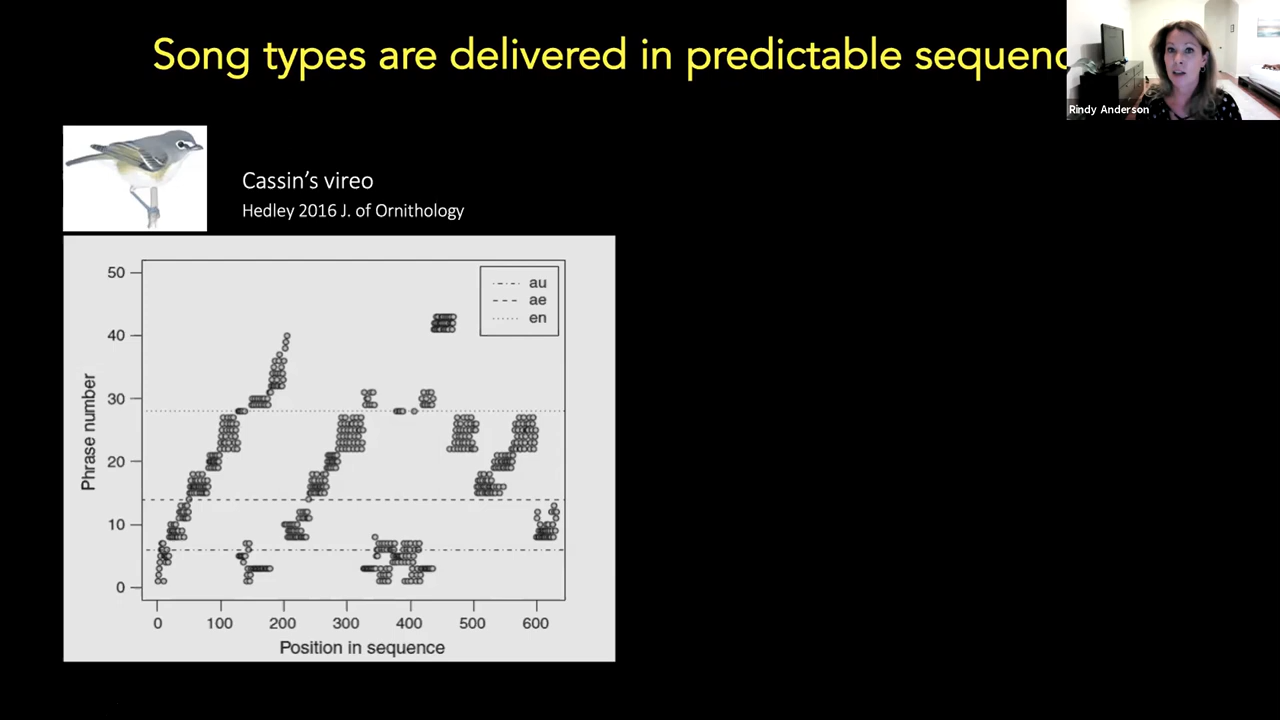 Song types are delivered in predictable sequenc
Rindy Anderson
Cassin's vireo
Hedley 2016 J. of Ornithology
50
40
30
20
10
0
Phrase number
au
ae
en
0 100 200 300 400 500 600
Position in sequence